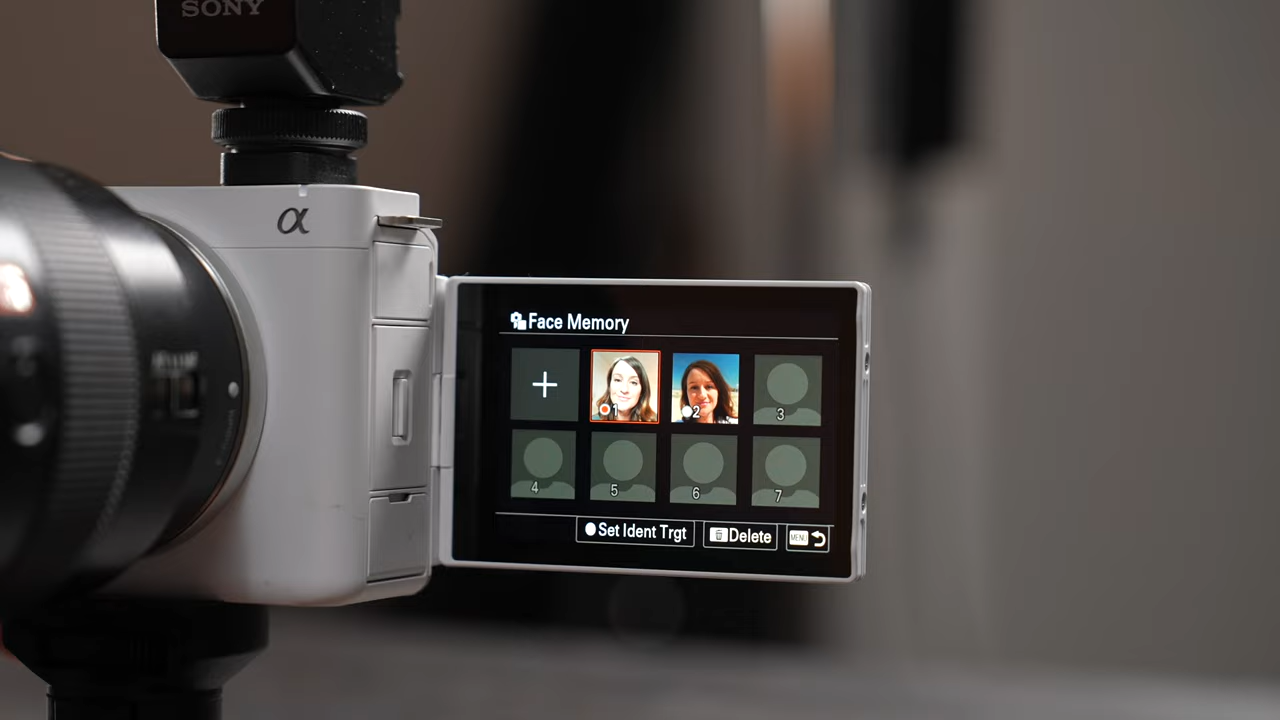 SONY
α
Face Memory
1
2
3
4
5
6
7
Set Ident Trgt
Delete
MENU